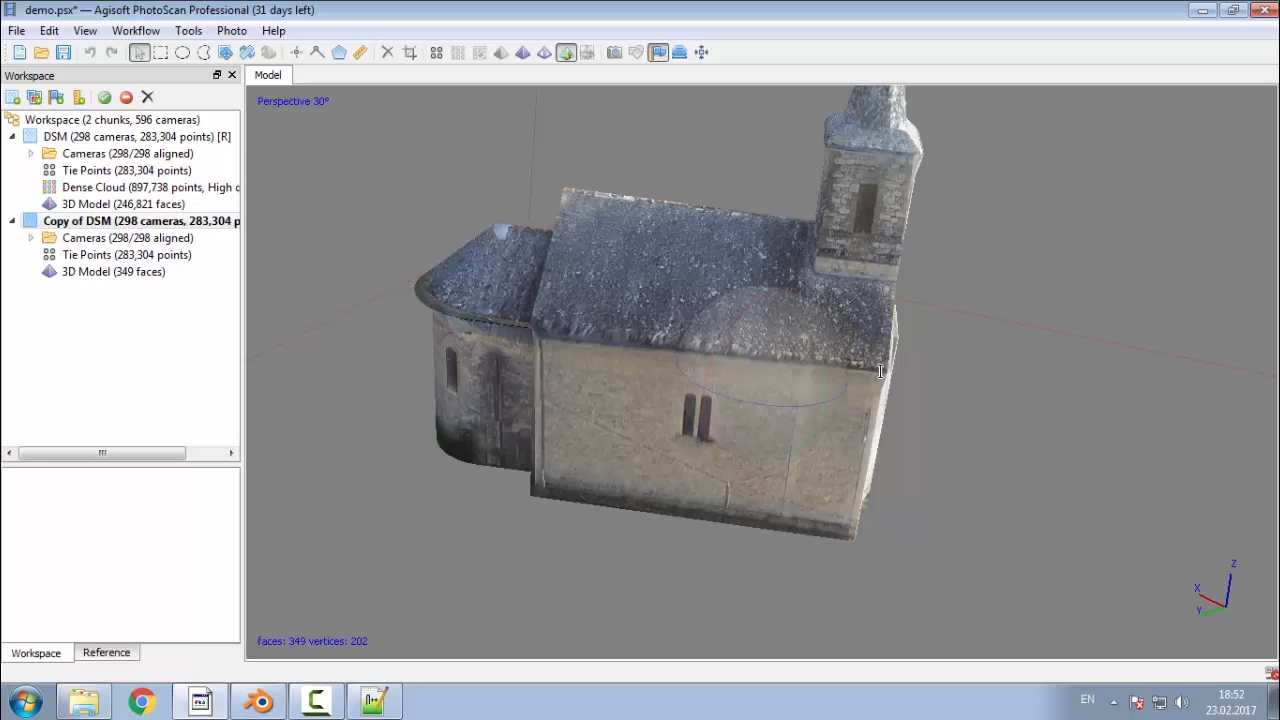 demo.psx* — Agisoft PhotoScan Professional (31 days left)
File Edit View Workflow Tools Photo Help
Workspace
Model
Perspective 30°
Workspace (2 chunks, 596 cameras)
DSM (298 cameras, 283,304 points) [R]
Cameras (298/298 aligned)
Tie Points (283,304 points)
Dense Cloud (897,738 points, High q
3D Model (246,821 faces)
Copy of DSM (298 cameras, 283,304 p
Cameras (298/298 aligned)
Tie Points (283,304 points)
3D Model (349 faces)
Z
X
Y
faces: 349 vertices: 202
Workspace Reference
EN
18:52
23.02.2017